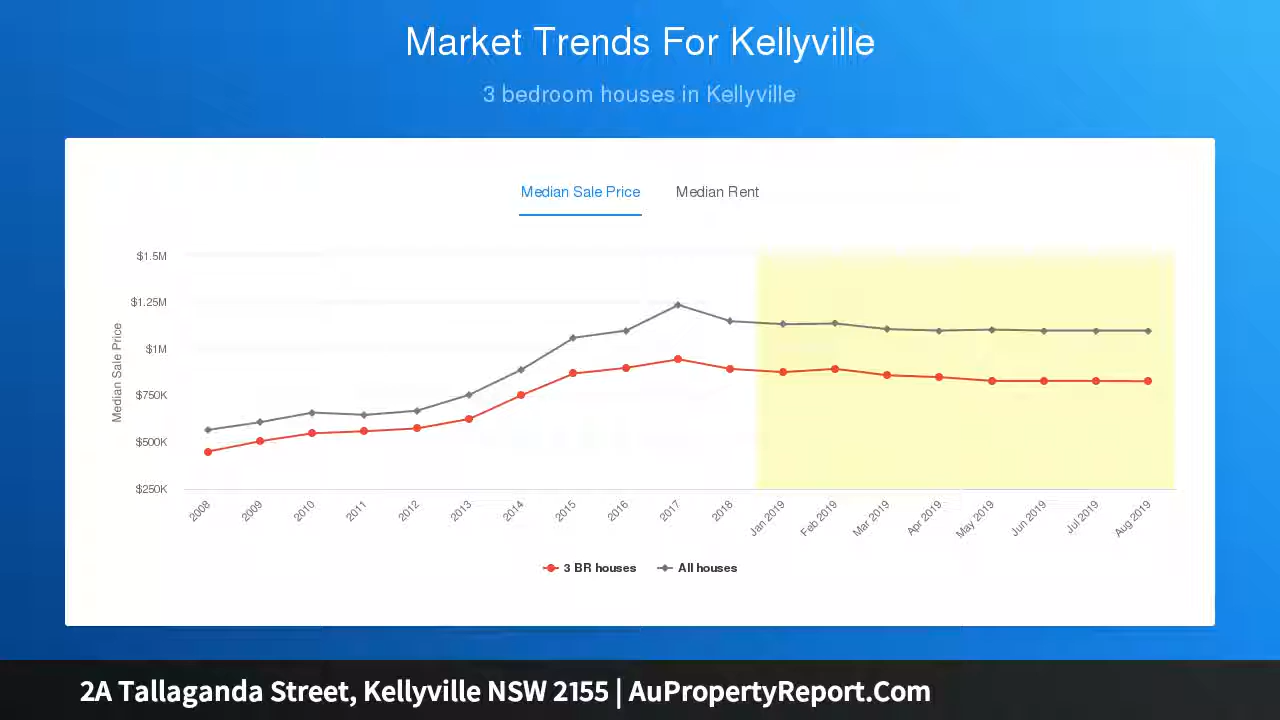 Market Trends For Kellyville
3 bedroom houses in Kellyville
Median Sale Price Median Rent
$1.5M
$1.25M
$1M
$750K
$500K
$250K
Median Sale Price
2008 2009 2010 2011 2012 2013 2014 2015 2016 2017 2018 Jan 2019 Feb 2019 Mar 2019 Apr 2019 May 2019 Jun 2019 Jul 2019 Aug 2019
3 BR houses All houses
2A Tallaganda Street, Kellyville NSW 2155 | AuPropertyReport.Com